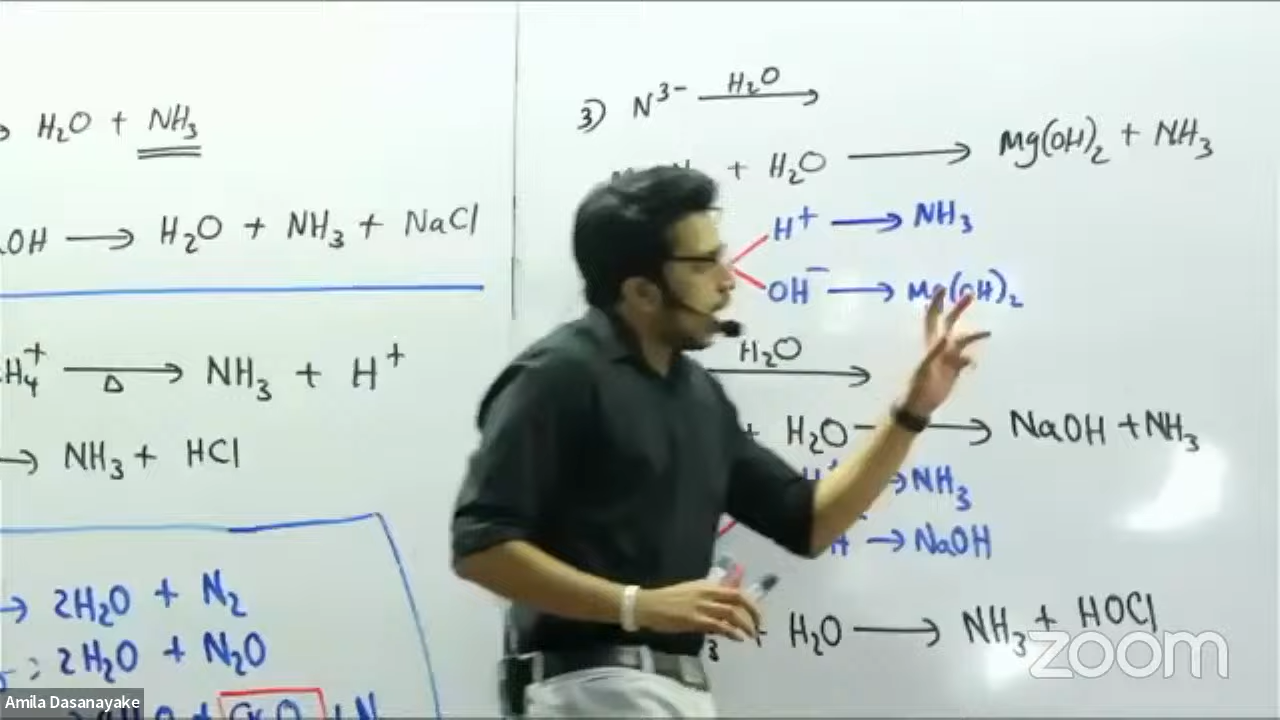 H₂O + NH₃
OH → H₂O + NH₃ + NaCl
H₄⁺ —Δ→ NH₃ + H⁺
→ NH₃ + HCl
→ 2H₂O + N₂
: 2H₂O + N₂O
3) N³⁻ —H₂O→
+ H₂O → Mg(OH)₂ + NH₃
H⁺ → NH₃
OH⁻ → Mg(OH)₂
H₂O →
+ H₂O → NaOH + NH₃
→ NH₃
→ NaOH
₃ + H₂O → NH₃ + HOCl
zoom
Amila Dasanayake